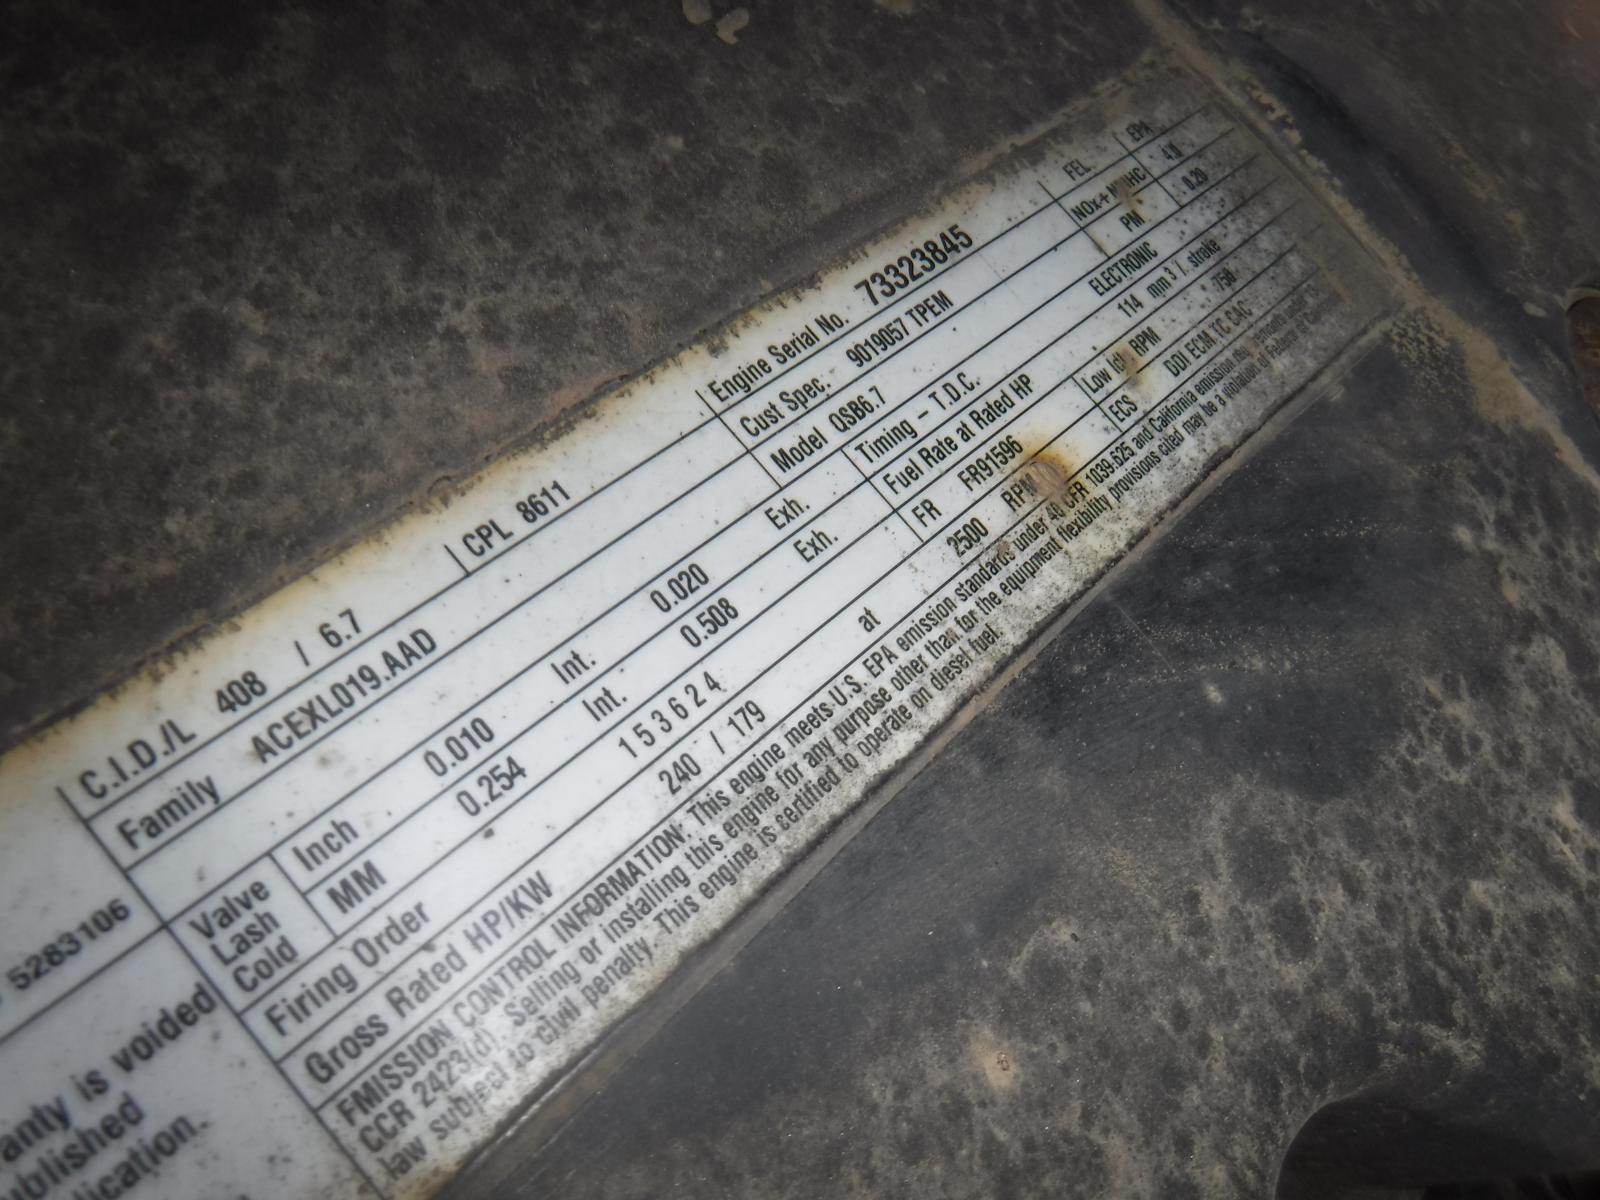 C.I.D./L 408 / 6.7 CPL 8611 Engine Serial No. 73323845 FEL EPA
Family ACEXL019.AAD Cust Spec. 9019057 TPEM NOx+ NMHC 4.0
Model QSB6.7 PM 0.20
5283106
Valve Lash Cold Inch 0.010 Int. 0.020 Exh. Timing - T.D.C. ELECTRONIC
MM 0.254 Int. 0.508 Exh. Fuel Rate at Rated HP 114 mm3 / stroke
Firing Order 1 5 3 6 2 4 FR FR91596 Low Idle RPM 750
Gross Rated HP/KW 240 / 179 at 2500 RPM ECS DDI ECM, TC CAC
EMISSION CONTROL INFORMATION: This engine meets U.S. EPA emission standards under 40 CFR 1039.625 and California emission
CCR 2423(d). Selling or installing this engine for any purpose other than for the equipment flexibility provisions cited may be a violation of Federal
law subject to civil penalty. This engine is certified to operate on diesel fuel.
is voided